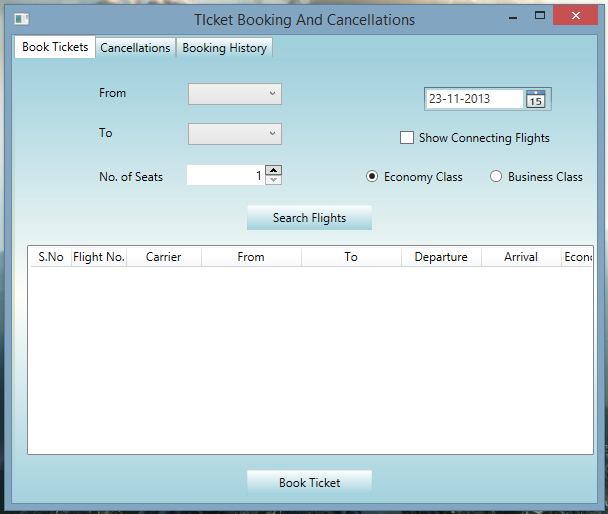 TIcket Booking And Cancellations
Book Tickets Cancellations Booking History
From
23-11-2013 15
To
Show Connecting Flights
No. of Seats 1 Economy Class Business Class
Search Flights
S.No Flight No. Carrier From To Departure Arrival Econo
Book Ticket